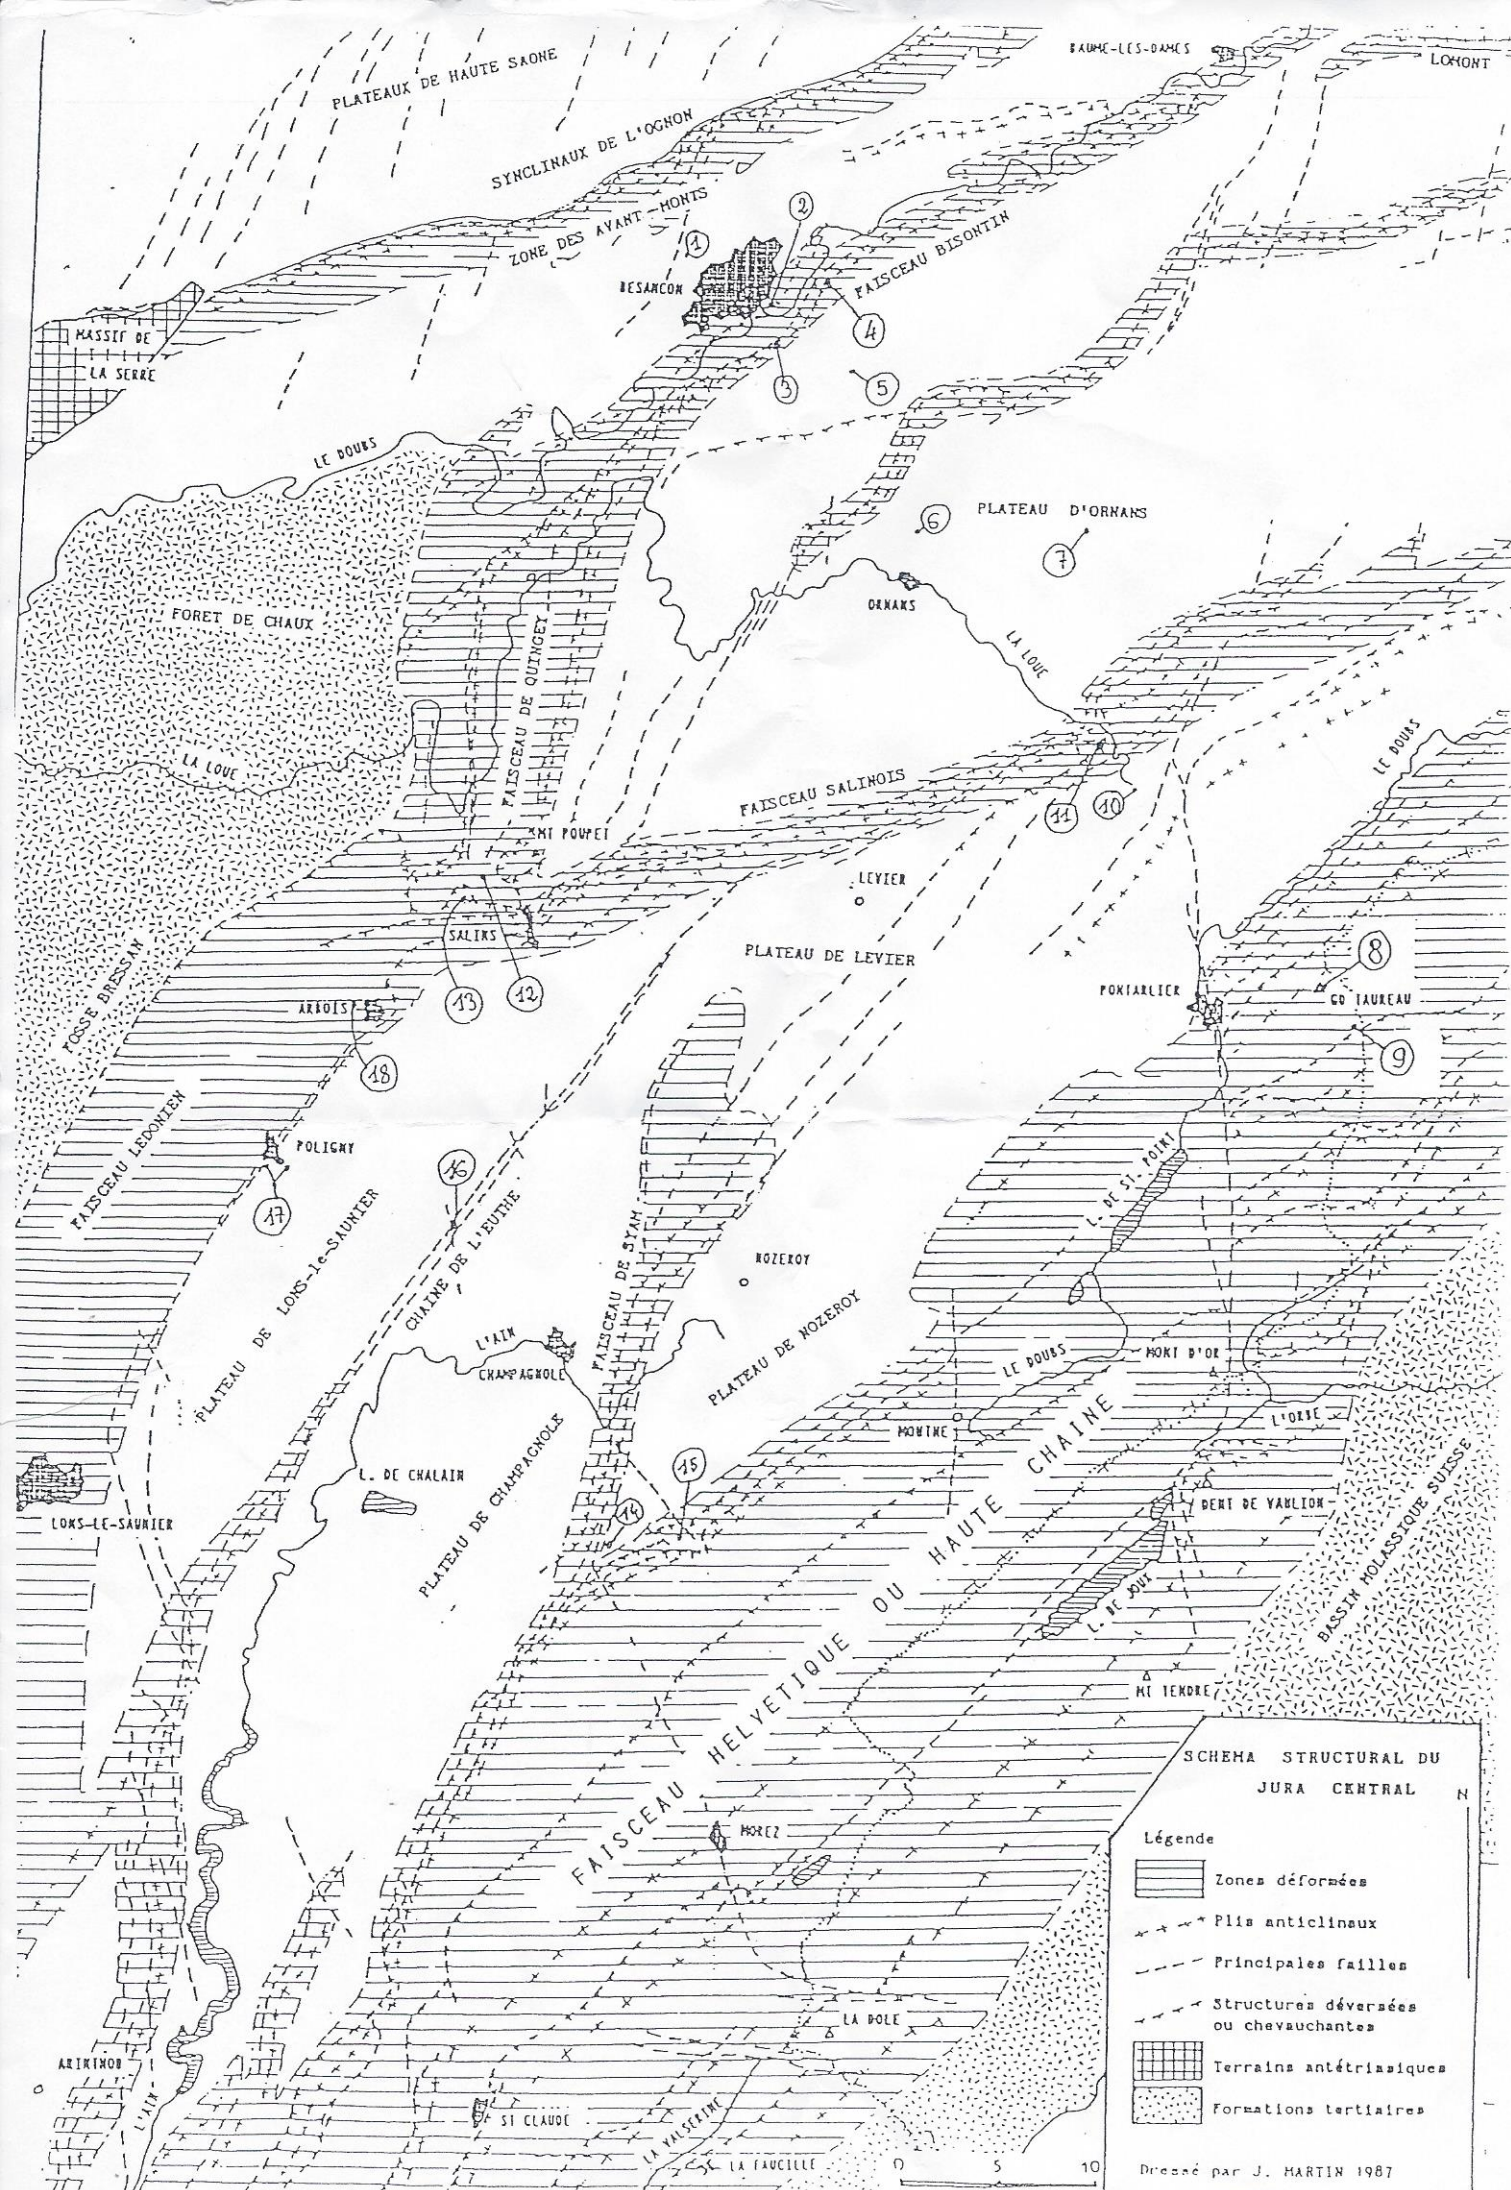 BAUME-LES-DAMES
LOMONT
PLATEAUX DE HAUTE SAONE
SYNCLINAUX DE L'OGNON
ZONE DES AVANT-MONTS
2
1
BESANCON
FAISCEAU BISONTIN
4
MASSIF DE
LA SERRE
3
5
LE DOUBS
6
PLATEAU D'ORNANS
7
ORNANS
FORET DE CHAUX
LA LOUE
FAISCEAU DE QUINGEY
LE DOUBS
LA LOUE
FAISCEAU SALINOIS
11
10
MT POUPET
LEVIER
SALINS
PLATEAU DE LEVIER
8
FOSSE BRESSAN
13
12
PONTARLIER
GD TAUREAU
ARBOIS
9
18
FAISCEAU LEDONIEN
POLIGNY
16
L. DE ST. POINT
17
PLATEAU DE LONS-le-SAUNIER
CHAINE DE L'EUTHE
FAISCEAU DE SYAM
NOZEROY
L'AIN
CHAMPAGNOLE
PLATEAU DE NOZEROY
LE DOUBS
MONT D'OR
L'ORBE
MOUTHE
L. DE CHALAIN
PLATEAU DE CHAMPAGNOLE
15
14
LONS-LE-SAUNIER
DENT DE VAULION
L. DE JOUX
BASSIN MOLASSIQUE SUISSE
MT TENDRE
FAISCEAU HELVETIQUE OU HAUTE CHAINE
SCHEMA STRUCTURAL DU
JURA CENTRAL
N
MOREZ
Légende
Zones déformées
Plis anticlinaux
Principales failles
Structures déversées
ou chevauchantes
Terrains antétriasiques
Formations tertiaires
LA DOLE
ARINTHOD
L'AIN
ST CLAUDE
LA VALSERINE
LA FAUCILLE
0 5 10
Dressé par J. MARTIN 1987